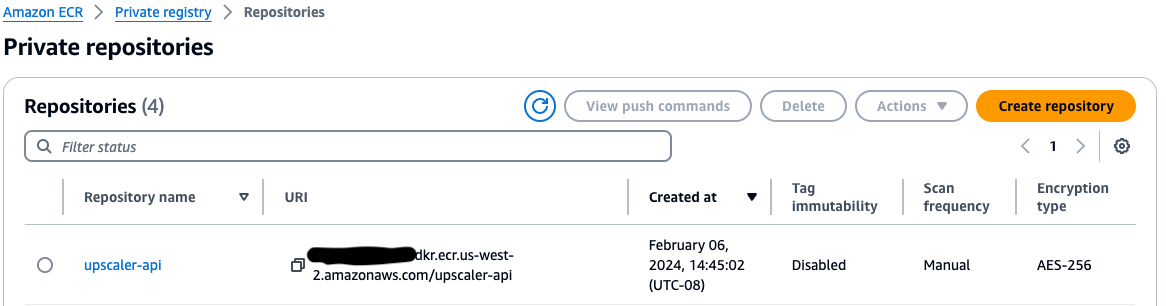 Amazon ECR > Private registry > Repositories
Private repositories
Repositories (4)
View push commands
Delete
Actions
Create repository
Filter status
1
Repository name
URI
Created at
Tag
immutability
Scan
frequency
Encryption
type
upscaler-api
dkr.ecr.us-west-
2.amazonaws.com/upscaler-api
February 06,
2024, 14:45:02
(UTC-08)
Disabled
Manual
AES-256